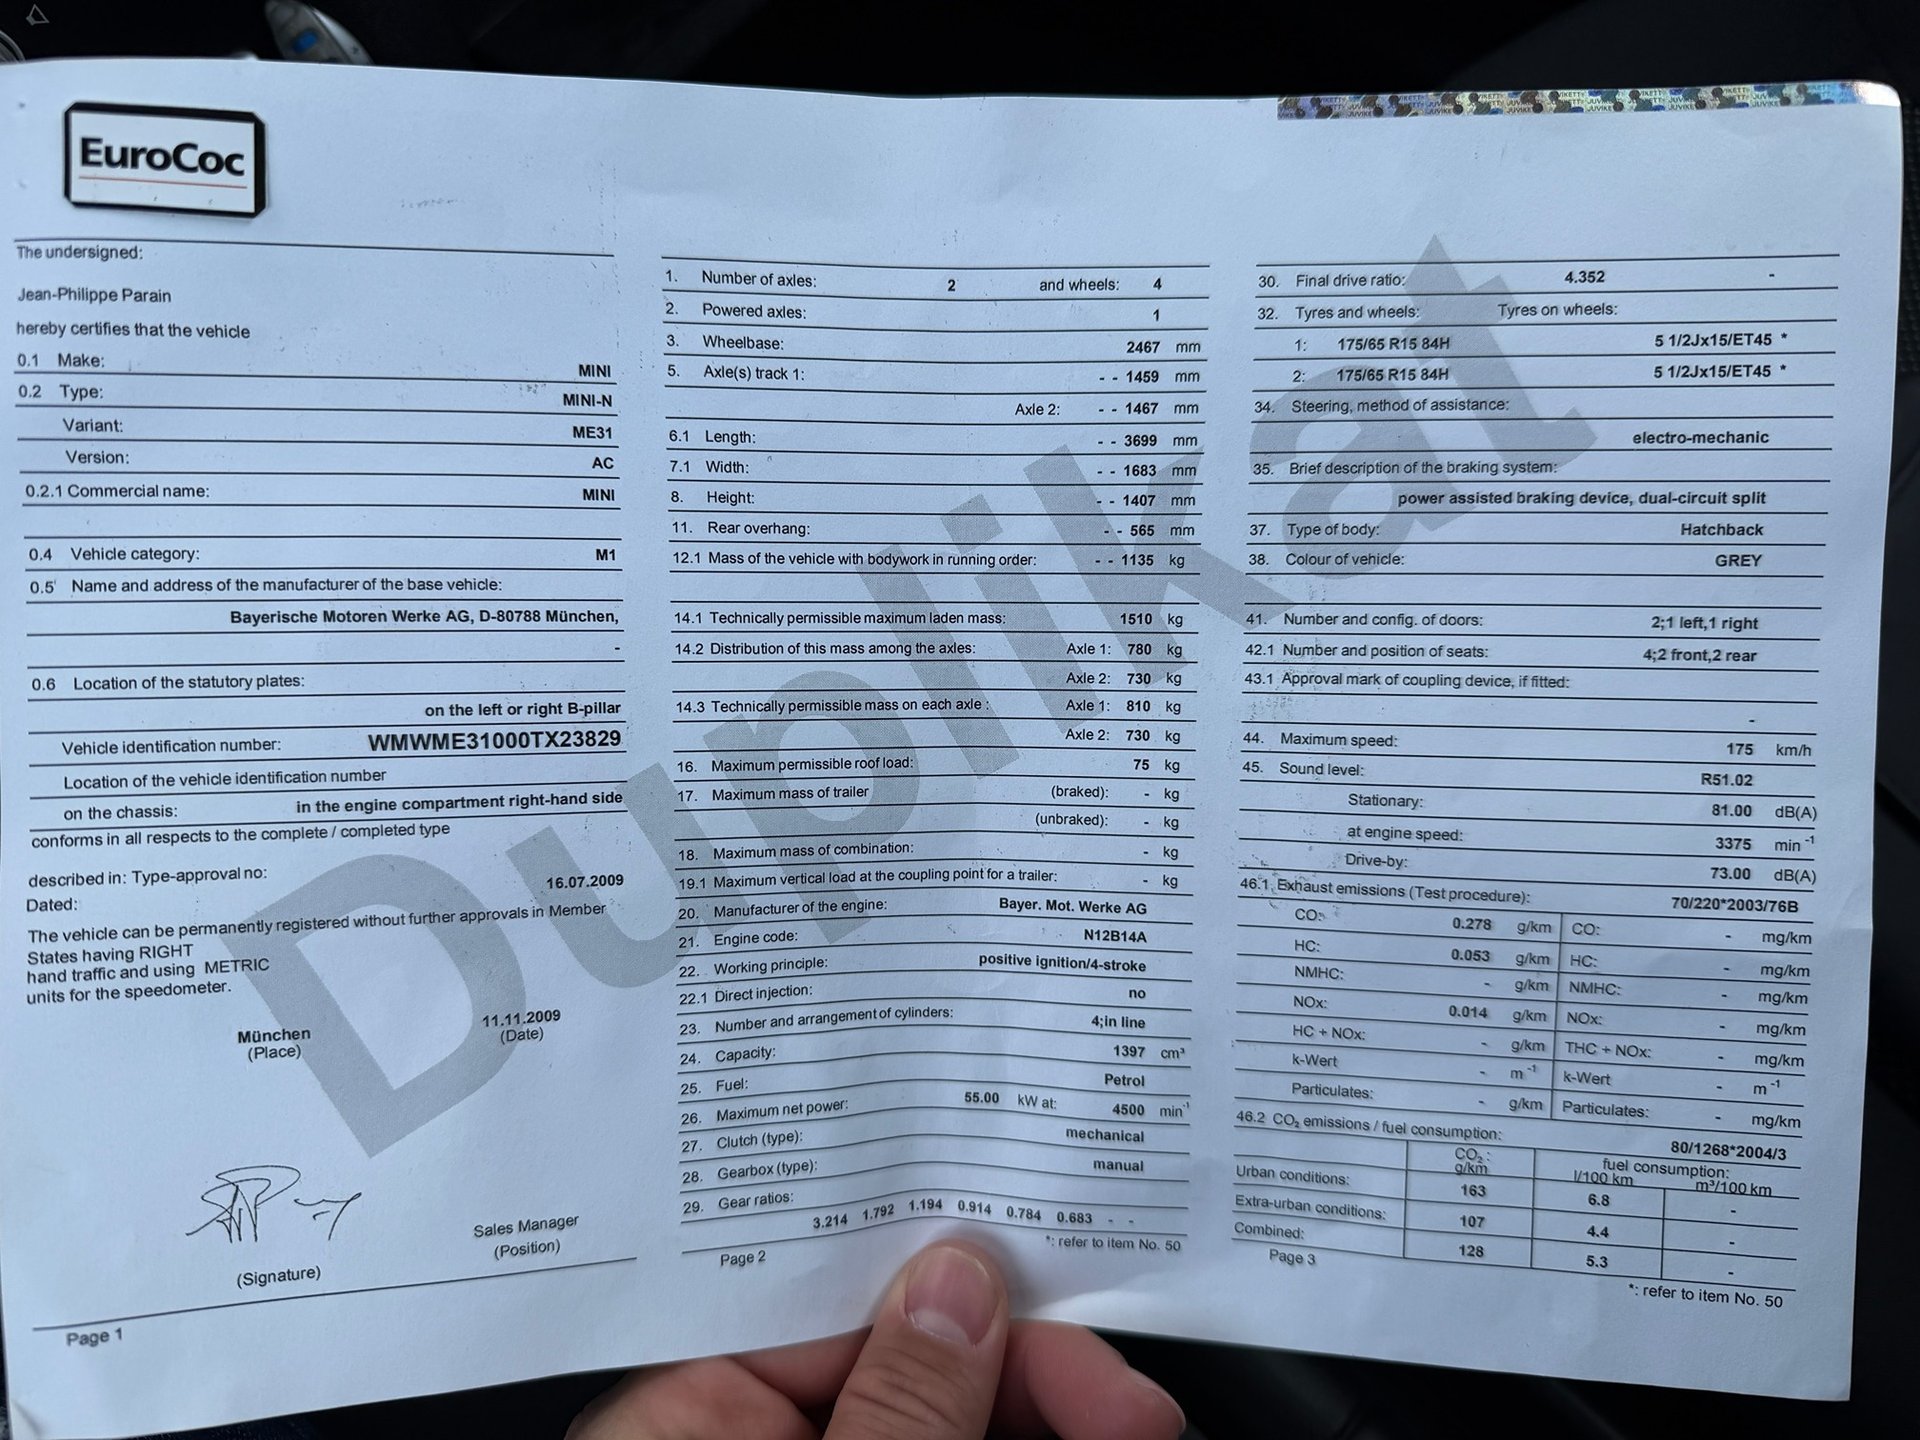 EuroCoc
The undersigned:
Jean-Philippe Parain
hereby certifies that the vehicle
0.1 Make: MINI
0.2 Type: MINI-N
Variant: ME31
Version: AC
0.2.1 Commercial name: MINI
0.4 Vehicle category: M1
0.5 Name and address of the manufacturer of the base vehicle:
Bayerische Motoren Werke AG, D-80788 München,
-
0.6 Location of the statutory plates:
on the left or right B-pillar
Vehicle identification number: WMWME31000TX23829
Location of the vehicle identification number
on the chassis: in the engine compartment right-hand side
conforms in all respects to the complete / completed type
described in: Type-approval no:
Dated: 16.07.2009
The vehicle can be permanently registered without further approvals in Member
States having RIGHT
hand traffic and using METRIC
units for the speedometer.
München 11.11.2009
(Place) (Date)
Sales Manager
(Signature) (Position)
Page 1
1. Number of axles: 2 and wheels: 4
2. Powered axles: 1
3. Wheelbase: 2467 mm
5. Axle(s) track 1: - - 1459 mm
Axle 2: - - 1467 mm
6.1 Length: - - 3699 mm
7.1 Width: - - 1683 mm
8. Height: - - 1407 mm
11. Rear overhang: - - 565 mm
12.1 Mass of the vehicle with bodywork in running order: - - 1135 kg
14.1 Technically permissible maximum laden mass: 1510 kg
14.2 Distribution of this mass among the axles: Axle 1: 780 kg
Axle 2: 730 kg
14.3 Technically permissible mass on each axle : Axle 1: 810 kg
Axle 2: 730 kg
16. Maximum permissible roof load: 75 kg
17. Maximum mass of trailer (braked): - kg
(unbraked): - kg
18. Maximum mass of combination: - kg
19.1 Maximum vertical load at the coupling point for a trailer: - kg
20. Manufacturer of the engine: Bayer. Mot. Werke AG
21. Engine code: N12B14A
22. Working principle: positive ignition/4-stroke
22.1 Direct injection: no
23. Number and arrangement of cylinders: 4;in line
24. Capacity: 1397 cm³
25. Fuel: Petrol
26. Maximum net power: 55.00 kW at: 4500 min⁻¹
27. Clutch (type): mechanical
28. Gearbox (type): manual
29. Gear ratios:
3.214 1.792 1.194 0.914 0.784 0.683 - -
*: refer to item No. 50
Page 2
30. Final drive ratio: 4.352 -
32. Tyres and wheels: Tyres on wheels:
1: 175/65 R15 84H 5 1/2Jx15/ET45 *
2: 175/65 R15 84H 5 1/2Jx15/ET45 *
34. Steering, method of assistance:
electro-mechanic
35. Brief description of the braking system:
power assisted braking device, dual-circuit split
37. Type of body: Hatchback
38. Colour of vehicle: GREY
41. Number and config. of doors: 2;1 left,1 right
42.1 Number and position of seats: 4;2 front,2 rear
43.1 Approval mark of coupling device, if fitted:
-
44. Maximum speed: 175 km/h
45. Sound level: R51.02
Stationary: 81.00 dB(A)
at engine speed: 3375 min⁻¹
Drive-by: 73.00 dB(A)
46.1 Exhaust emissions (Test procedure): 70/220*2003/76B
CO: 0.278 g/km CO: - mg/km
HC: 0.053 g/km HC: - mg/km
NMHC: - g/km NMHC: - mg/km
NOx: 0.014 g/km NOx: - mg/km
HC + NOx: - g/km THC + NOx: - mg/km
k-Wert - m⁻¹ k-Wert - m⁻¹
Particulates: - g/km Particulates: - mg/km
46.2 CO₂ emissions / fuel consumption: 80/1268*2004/3
CO₂: fuel consumption:
g/km l/100 km m³/100 km
Urban conditions: 163 6.8 -
Extra-urban conditions: 107 4.4 -
Combined: 128 5.3 -
Page 3
*: refer to item No. 50
Duplikat